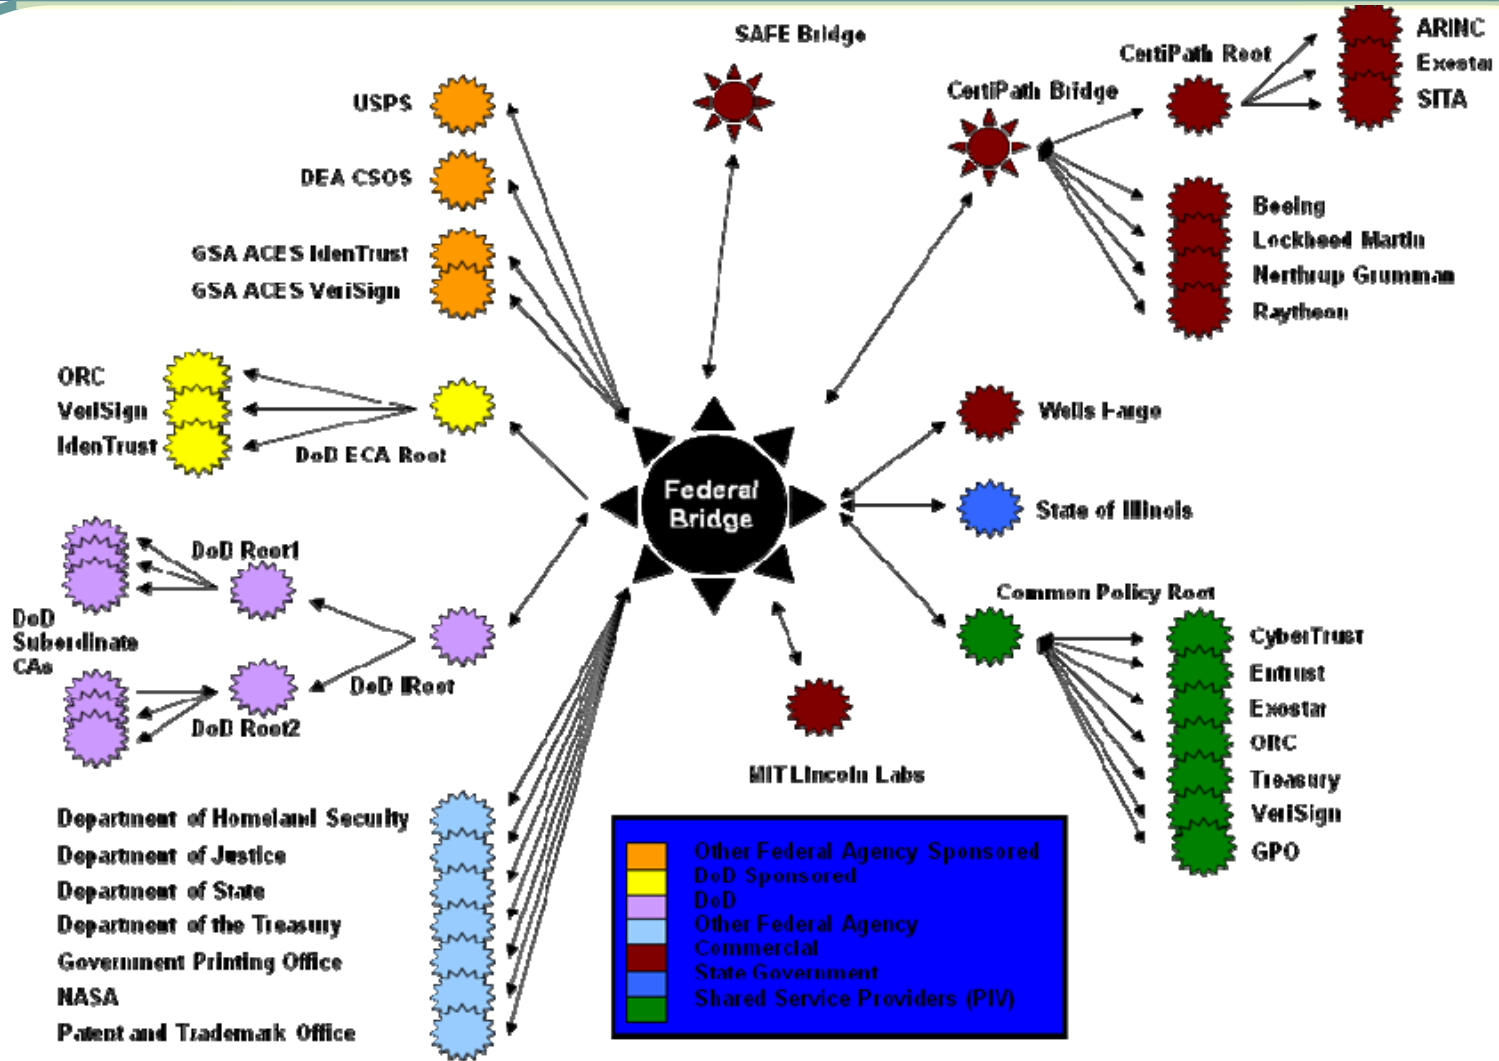 SAFE Bridge
CertiPath Bridge
CertiPath Root
ARINC
Exostar
SITA
Boeing
Lockheed Martin
Northrup Grumman
Raytheon
USPS
DEA CSOS
GSA ACES IdenTrust
GSA ACES VeriSign
ORC
VeriSign
IdenTrust
DoD ECA Root
Federal
Bridge
Wells Fargo
State of Illinois
DoD Root1
DoD
Subordinate
CAs
DoD IRoot
DoD Root2
Common Policy Root
CyberTrust
Entrust
Exostar
ORC
Treasury
VeriSign
GPO
MIT Lincoln Labs
Department of Homeland Security
Department of Justice
Department of State
Department of the Treasury
Government Printing Office
NASA
Patent and Trademark Office
Other Federal Agency Sponsored
DoD Sponsored
DoD
Other Federal Agency
Commercial
State Government
Shared Service Providers (PIV)